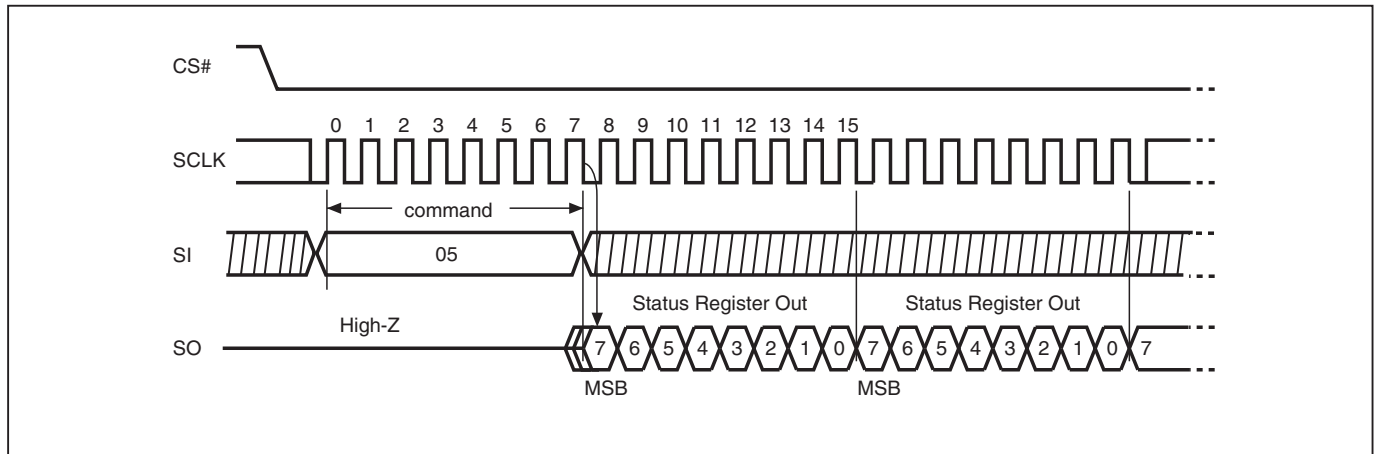 CS#
0 1 2 3 4 5 6 7 8 9 10 11 12 13 14 15
SCLK
command
SI
05
Status Register Out Status Register Out
High-Z
SO
7 6 5 4 3 2 1 0 7 6 5 4 3 2 1 0 7
MSB MSB